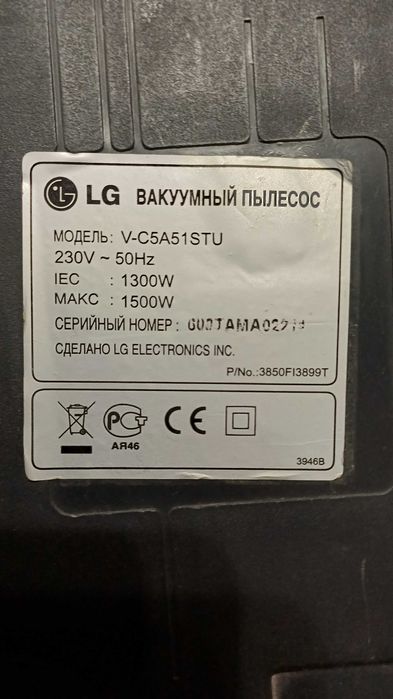 LG ВАКУУМНЫЙ ПЫЛЕСОС
МОДЕЛЬ: V-C5A51STU
230V ~ 50Hz
IEC : 1300W
МАКС : 1500W
СЕРИЙНЫЙ НОМЕР :
СДЕЛАНО LG ELECTRONICS INC.
P/No.:3850FI3899T
РСТ CE
АЯ46
3946B